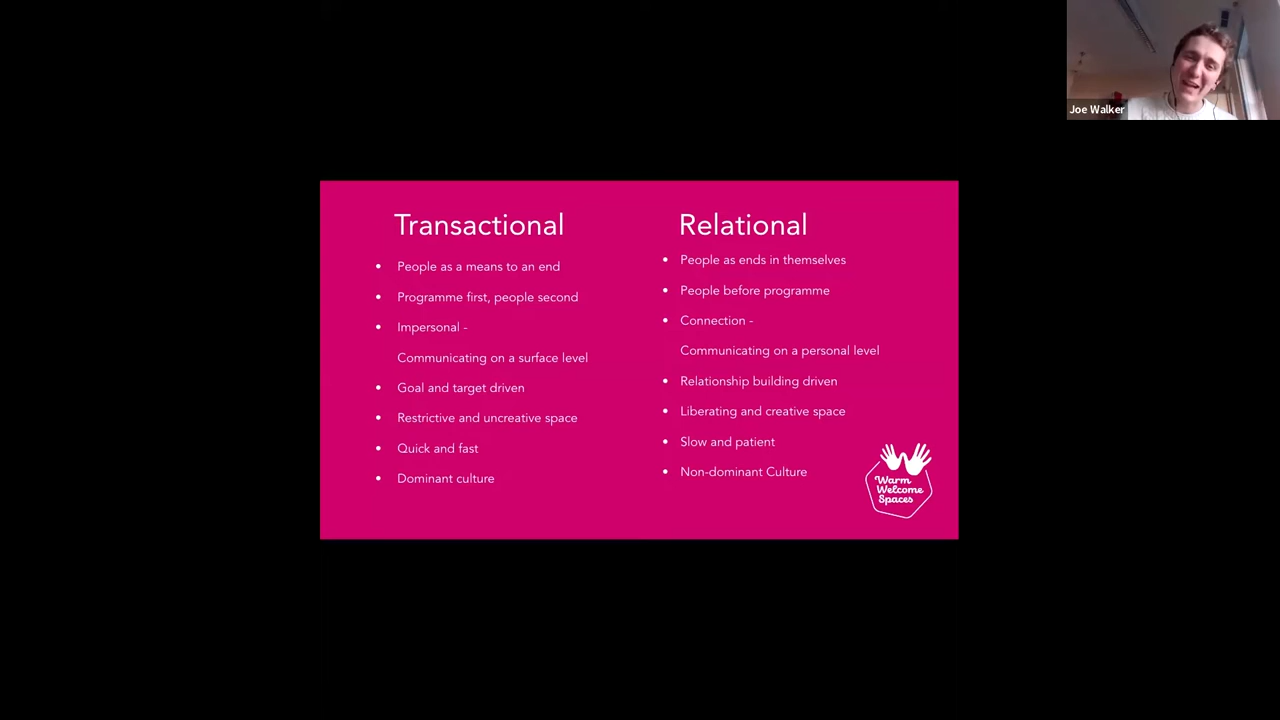 Joe Walker
Transactional
• People as a means to an end
• Programme first, people second
• Impersonal -
Communicating on a surface level
• Goal and target driven
• Restrictive and uncreative space
• Quick and fast
• Dominant culture
Relational
• People as ends in themselves
• People before programme
• Connection -
Communicating on a personal level
• Relationship building driven
• Liberating and creative space
• Slow and patient
• Non-dominant Culture
Warm
Welcome
Spaces